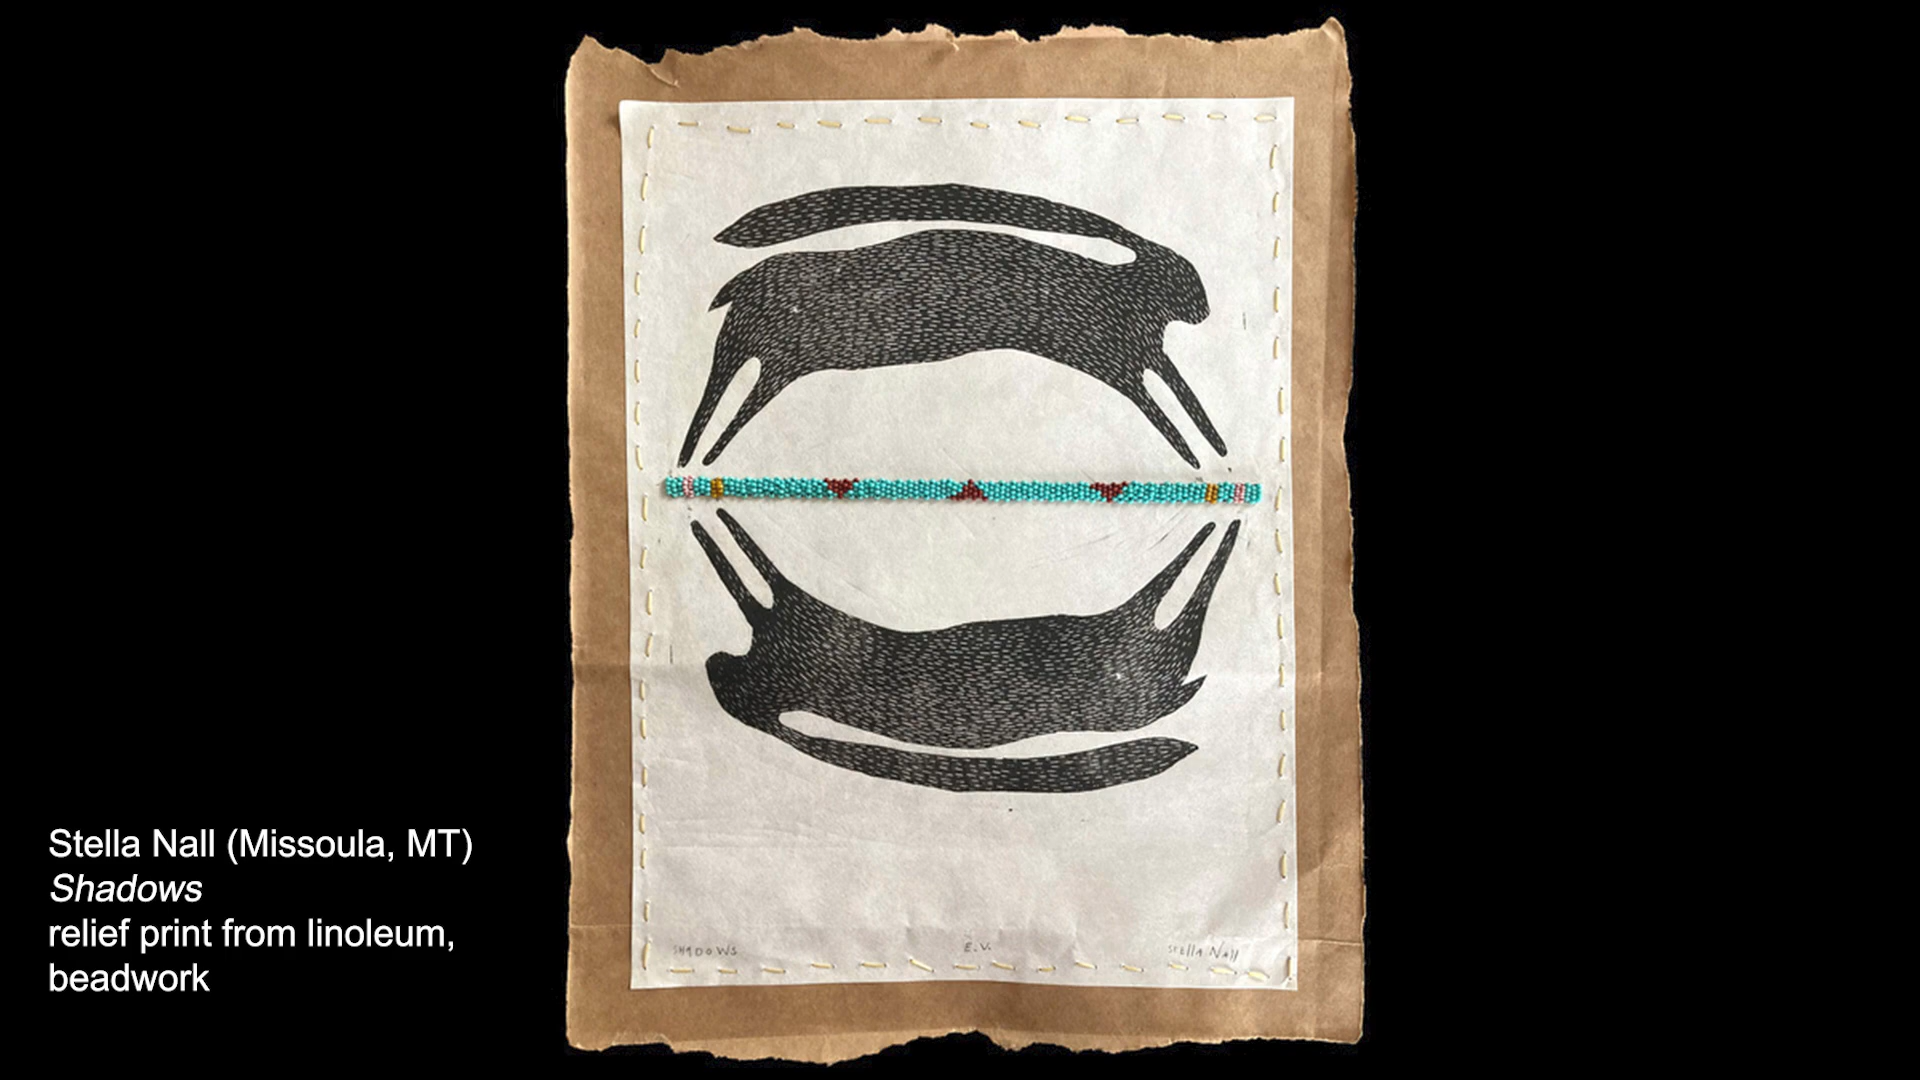 Stella Nall (Missoula, MT)
Shadows
relief print from linoleum,
beadwork
SHADOWS E.V. Stella Nall